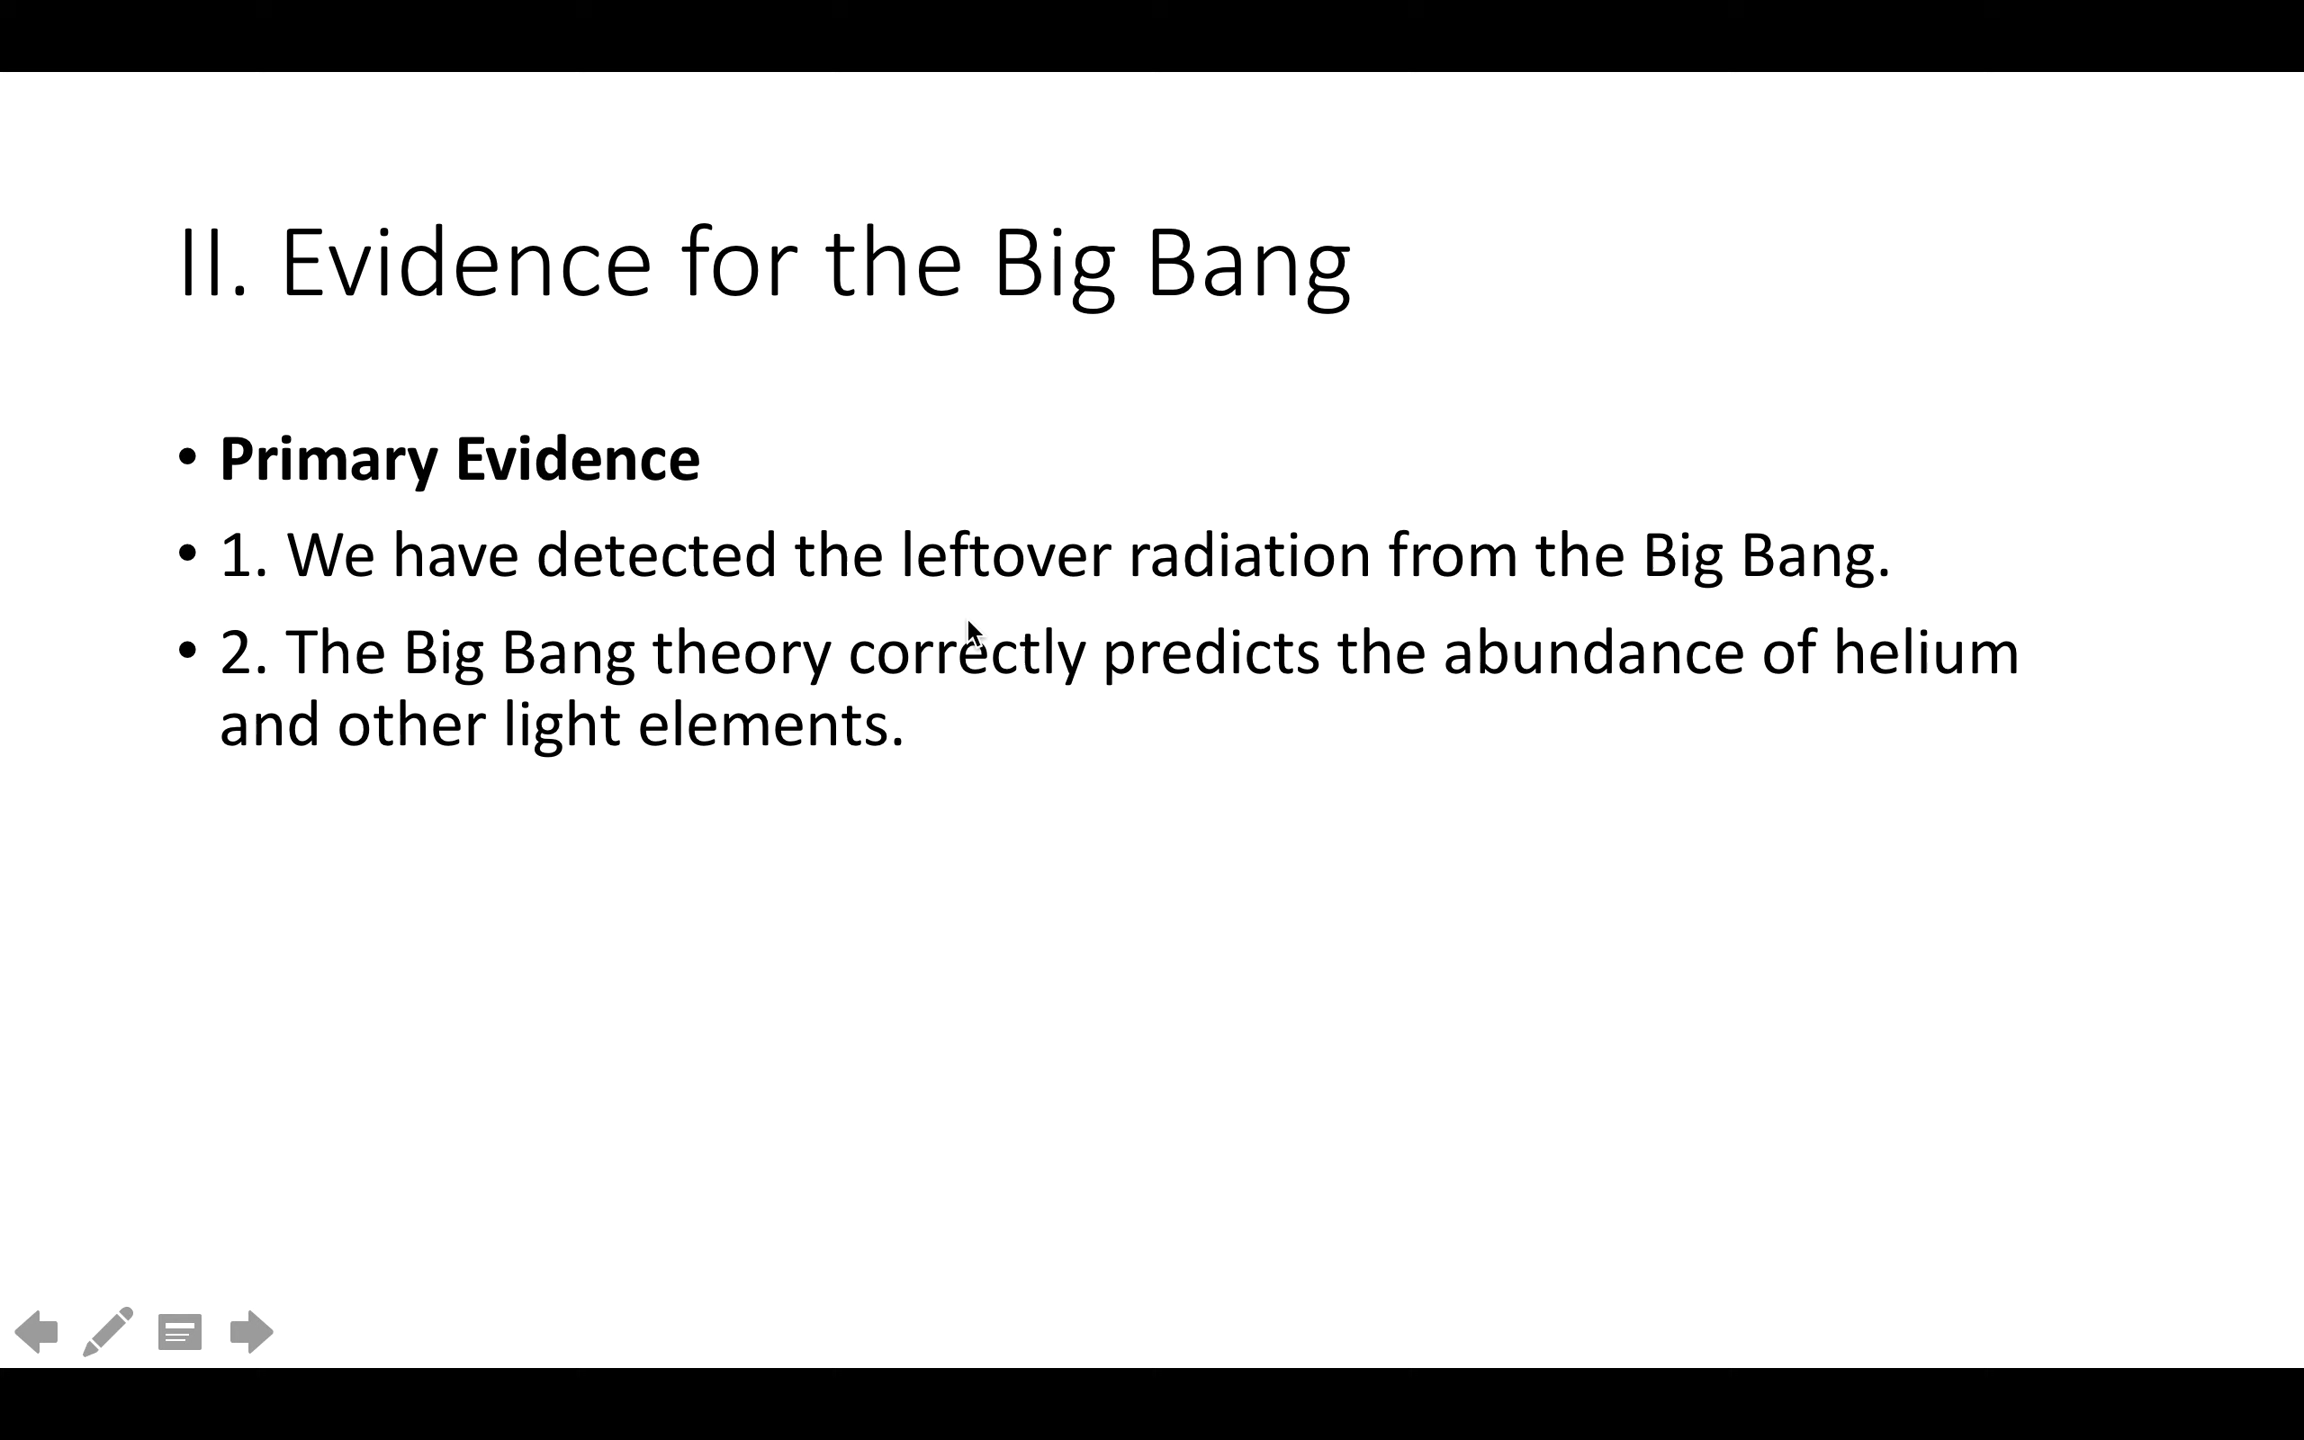 II. Evidence for the Big Bang
• Primary Evidence
• 1. We have detected the leftover radiation from the Big Bang.
• 2. The Big Bang theory correctly predicts the abundance of helium
and other light elements.